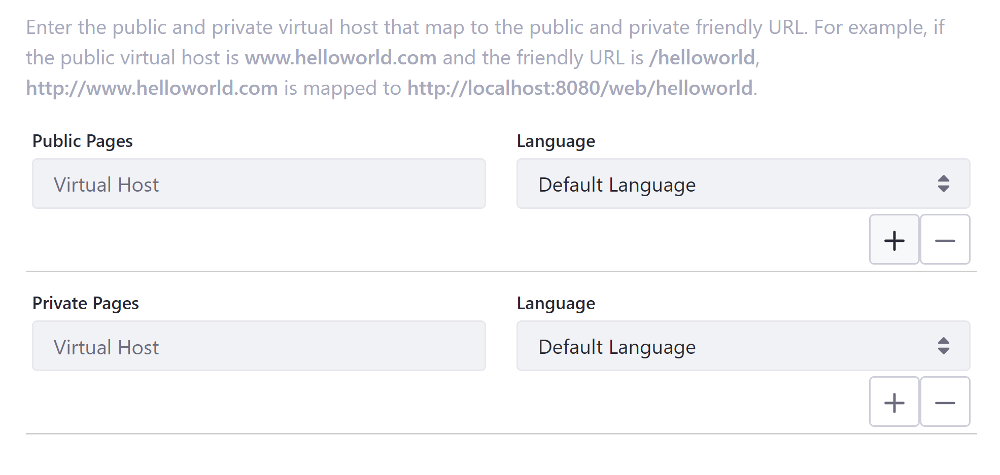 Enter the public and private virtual host that map to the public and private friendly URL. For example, if
the public virtual host is www.helloworld.com and the friendly URL is /helloworld,
http://www.helloworld.com is mapped to http://localhost:8080/web/helloworld.
Public Pages
Language
Virtual Host
Default Language
Private Pages
Language
Virtual Host
Default Language